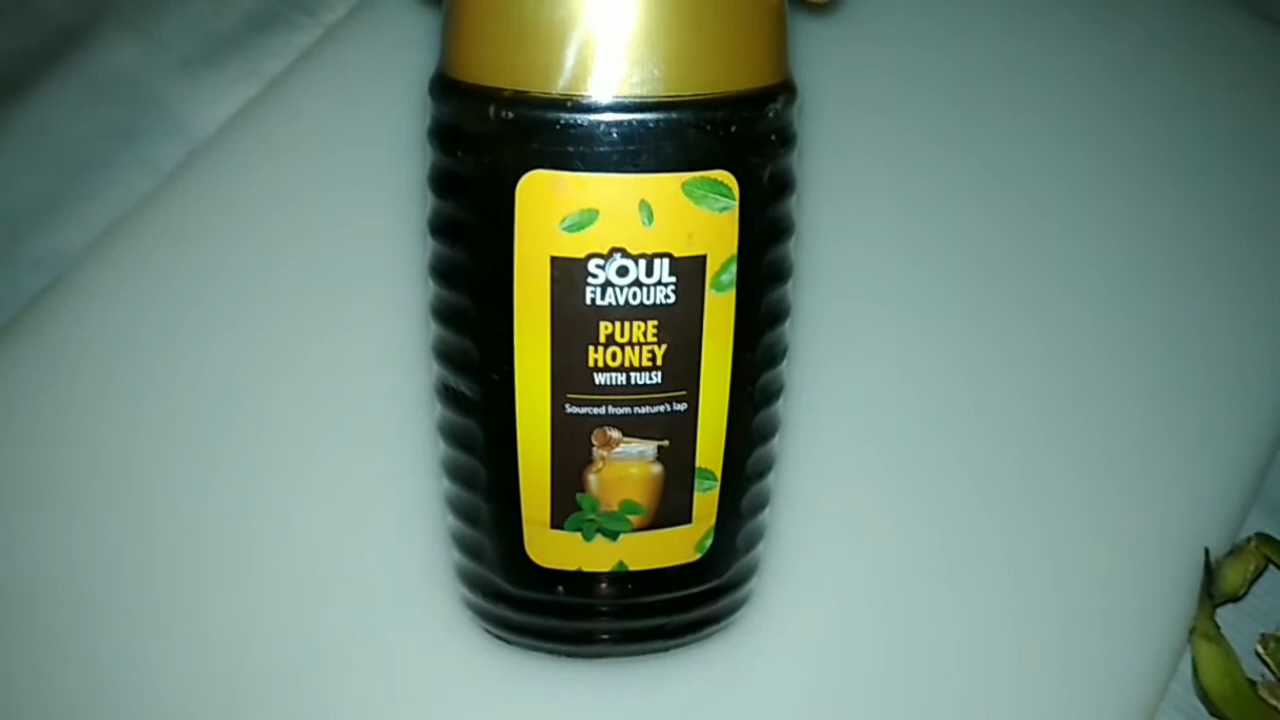 SOUL
FLAVOURS
PURE
HONEY
WITH TULSI
Sourced from nature's lap